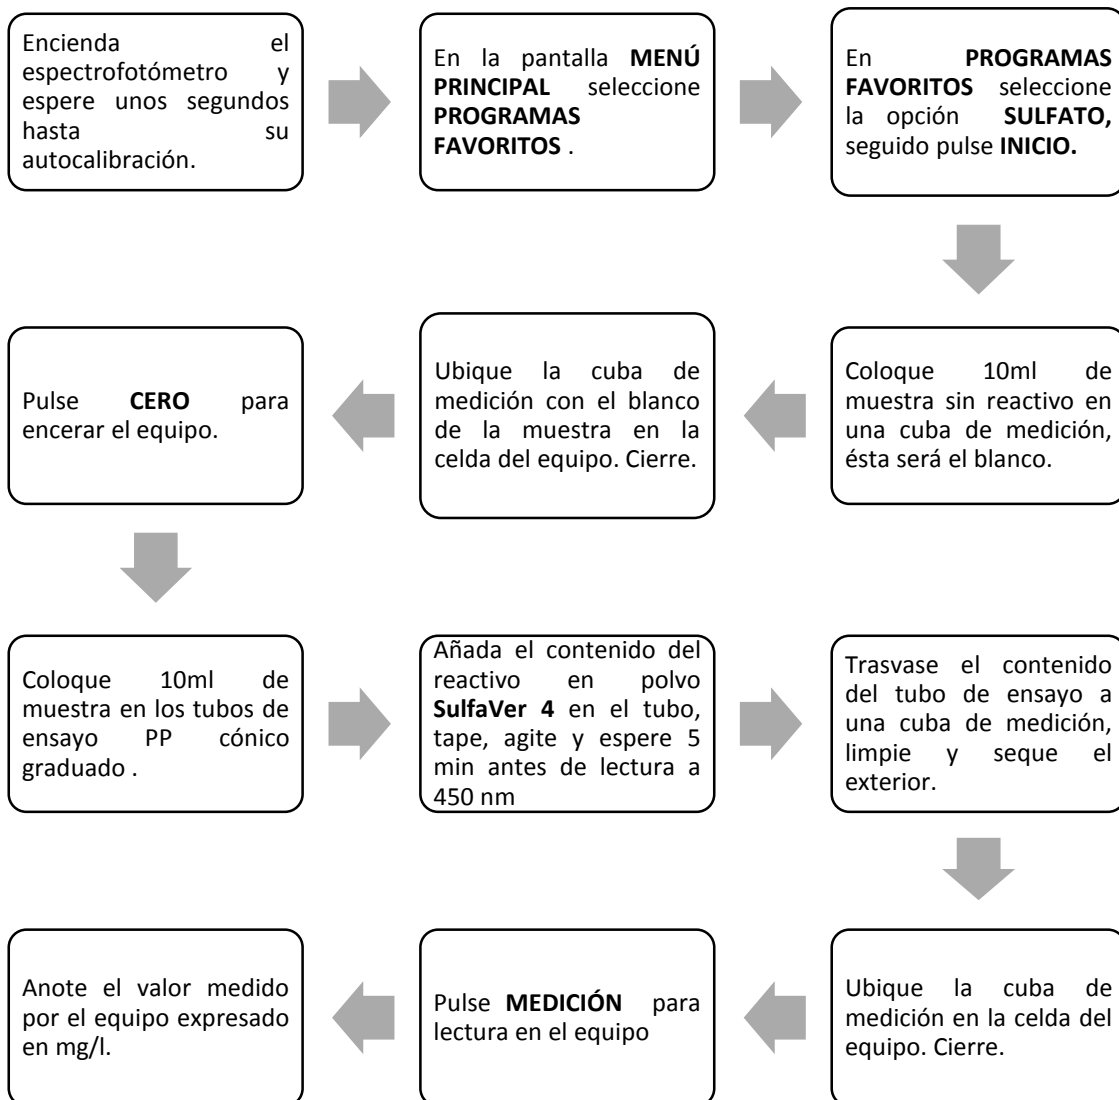 Encienda el
espectrofotómetro y
espere unos segundos
hasta su
autocalibración.
En la pantalla MENÚ
PRINCIPAL seleccione
PROGRAMAS
FAVORITOS .
En PROGRAMAS
FAVORITOS seleccione
la opción SULFATO,
seguido pulse INICIO.
Coloque 10ml de
muestra sin reactivo en
una cuba de medición,
ésta será el blanco.
Ubique la cuba de
medición con el blanco
de la muestra en la
celda del equipo. Cierre.
Pulse CERO para
encerar el equipo.
Coloque 10ml de
muestra en los tubos de
ensayo PP cónico
graduado .
Añada el contenido del
reactivo en polvo
SulfaVer 4 en el tubo,
tape, agite y espere 5
min antes de lectura a
450 nm
Trasvase el contenido
del tubo de ensayo a
una cuba de medición,
limpie y seque el
exterior.
Ubique la cuba de
medición en la celda del
equipo. Cierre.
Pulse MEDICIÓN para
lectura en el equipo
Anote el valor medido
por el equipo expresado
en mg/l.